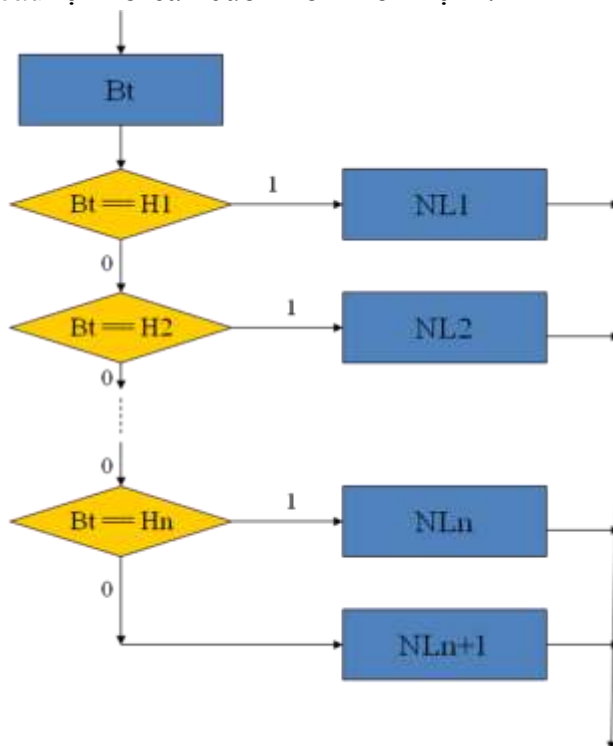 Bt
Bt == H1
1
NL1
0
Bt == H2
1
NL2
0
0
Bt == Hn
1
NLn
0
NLn+1